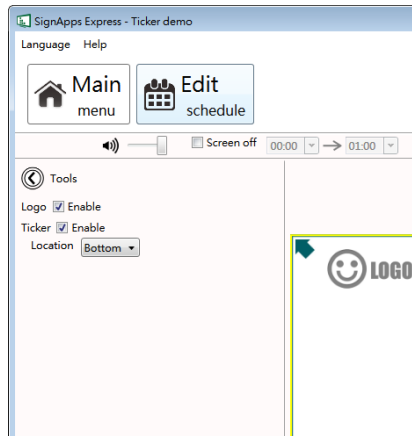 SignApps Express - Ticker demo
Language Help
Main menu
Edit schedule
Screen off 00:00 01:00
Tools
Logo Enable
Ticker Enable
Location Bottom
LOGO